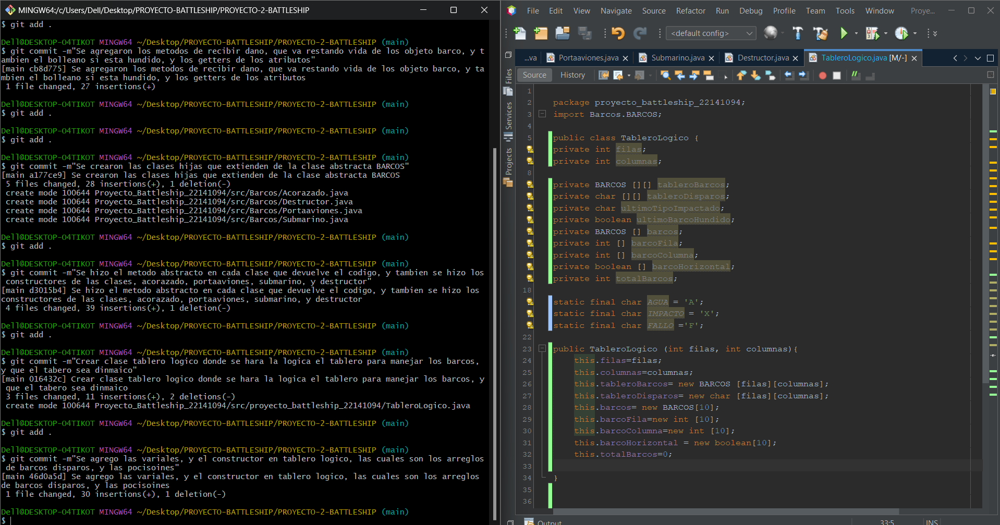 MINGW64:/c/Users/Dell/Desktop/PROYECTO-BATTLESHIP/PROYECTO-2-BATTLESHIP
$ git add .
Dell@DESKTOP-O4TIKOT MINGW64 ~/Desktop/PROYECTO-BATTLESHIP/PROYECTO-2-BATTLESHIP (main)
$ git commit -m"Se agregaron los metodos de recibir dano, que va restando vida de los objeto barco, y t
ambien el bolleano si esta hundido, y los getters de los atributos"
[main cb8d775] Se agregaron los metodos de recibir dano, que va restando vida de los objeto barco, y ta
mbien el bolleano si esta hundido, y los getters de los atributos
1 file changed, 27 insertions(+)
Dell@DESKTOP-O4TIKOT MINGW64 ~/Desktop/PROYECTO-BATTLESHIP/PROYECTO-2-BATTLESHIP (main)
$ git add .
Dell@DESKTOP-O4TIKOT MINGW64 ~/Desktop/PROYECTO-BATTLESHIP/PROYECTO-2-BATTLESHIP (main)
$ git add .
Dell@DESKTOP-O4TIKOT MINGW64 ~/Desktop/PROYECTO-BATTLESHIP/PROYECTO-2-BATTLESHIP (main)
$ git commit -m"Se crearon las clases hijas que extienden de la clase abstracta BARCOS"
[main a177ce9] Se crearon las clases hijas que extienden de la clase abstracta BARCOS
5 files changed, 28 insertions(+), 1 deletion(-)
create mode 100644 Proyecto_Battleship_22141094/src/Barcos/Acorazado.java
create mode 100644 Proyecto_Battleship_22141094/src/Barcos/Destructor.java
create mode 100644 Proyecto_Battleship_22141094/src/Barcos/Portaaviones.java
create mode 100644 Proyecto_Battleship_22141094/src/Barcos/Submarino.java
Dell@DESKTOP-O4TIKOT MINGW64 ~/Desktop/PROYECTO-BATTLESHIP/PROYECTO-2-BATTLESHIP (main)
$ git add .
Dell@DESKTOP-O4TIKOT MINGW64 ~/Desktop/PROYECTO-BATTLESHIP/PROYECTO-2-BATTLESHIP (main)
$ git commit -m"Se hizo el metodo abstracto en cada clase que devuelve el codigo, y tambien se hizo los
constructores de las clases, acorazado, portaaviones, submarino, y destructor"
[main d3015b4] Se hizo el metodo abstracto en cada clase que devuelve el codigo, y tambien se hizo los
constructores de las clases, acorazado, portaaviones, submarino, y destructor
4 files changed, 39 insertions(+), 1 deletion(-)
Dell@DESKTOP-O4TIKOT MINGW64 ~/Desktop/PROYECTO-BATTLESHIP/PROYECTO-2-BATTLESHIP (main)
$ git add .
Dell@DESKTOP-O4TIKOT MINGW64 ~/Desktop/PROYECTO-BATTLESHIP/PROYECTO-2-BATTLESHIP (main)
$ git commit -m"Crear clase tablero logico donde se hara la logica el tablero para manejar los barcos,
y que el tabero sea dinmaico"
[main 016432c] Crear clase tablero logico donde se hara la logica el tablero para manejar los barcos, y
que el tabero sea dinmaico
3 files changed, 11 insertions(+), 2 deletions(-)
create mode 100644 Proyecto_Battleship_22141094/src/proyecto_battleship_22141094/TableroLogico.java
Dell@DESKTOP-O4TIKOT MINGW64 ~/Desktop/PROYECTO-BATTLESHIP/PROYECTO-2-BATTLESHIP (main)
$ git add .
Dell@DESKTOP-O4TIKOT MINGW64 ~/Desktop/PROYECTO-BATTLESHIP/PROYECTO-2-BATTLESHIP (main)
$ git commit -m"Se agrego las variales, y el constructor en tablero logico, las cuales son los arreglos
de barcos disparos, y las pocisoines"
[main 46d0a5d] Se agrego las variales, y el constructor en tablero logico, las cuales son los arreglos
de barcos disparos, y las pocisoines
1 file changed, 30 insertions(+), 1 deletion(-)
Dell@DESKTOP-O4TIKOT MINGW64 ~/Desktop/PROYECTO-BATTLESHIP/PROYECTO-2-BATTLESHIP (main)
$
File Edit View Navigate Source Refactor Run Debug Profile Team Tools Window Proye...
<default config>
...va Portaaviones.java Submarino.java Destructor.java TableroLogico.java [M/-]
Source History
Files
Services
Projects
1
2 package proyecto_battleship_22141094;
3 import Barcos.BARCOS;
4
5 public class TableroLogico {
private int filas;
private int columnas;
8
private BARCOS [][] tableroBarcos;
private char [][] tableroDisparos;
private char ultimoTipoImpactado;
private boolean ultimoBarcoHundido;
private BARCOS [] barcos;
private int [] barcoFila;
private int [] barcoColumna;
private boolean [] barcoHorizontal;
private int totalBarcos;
18
static final char AGUA = 'A';
static final char IMPACTO = 'X';
static final char FALLO ='F';
22
23 public TableroLogico (int filas, int columnas){
24 this.filas=filas;
25 this.columnas=columnas;
26 this.tableroBarcos= new BARCOS [filas][columnas];
27 this.tableroDisparos= new char [filas][columnas];
28 this.barcos= new BARCOS[10];
29 this.barcoFila=new int [10];
30 this.barcoColumna=new int [10];
31 this.barcoHorizontal = new boolean[10];
32 this.totalBarcos=0;
33
34 }
35
36
Output
33:5 INS